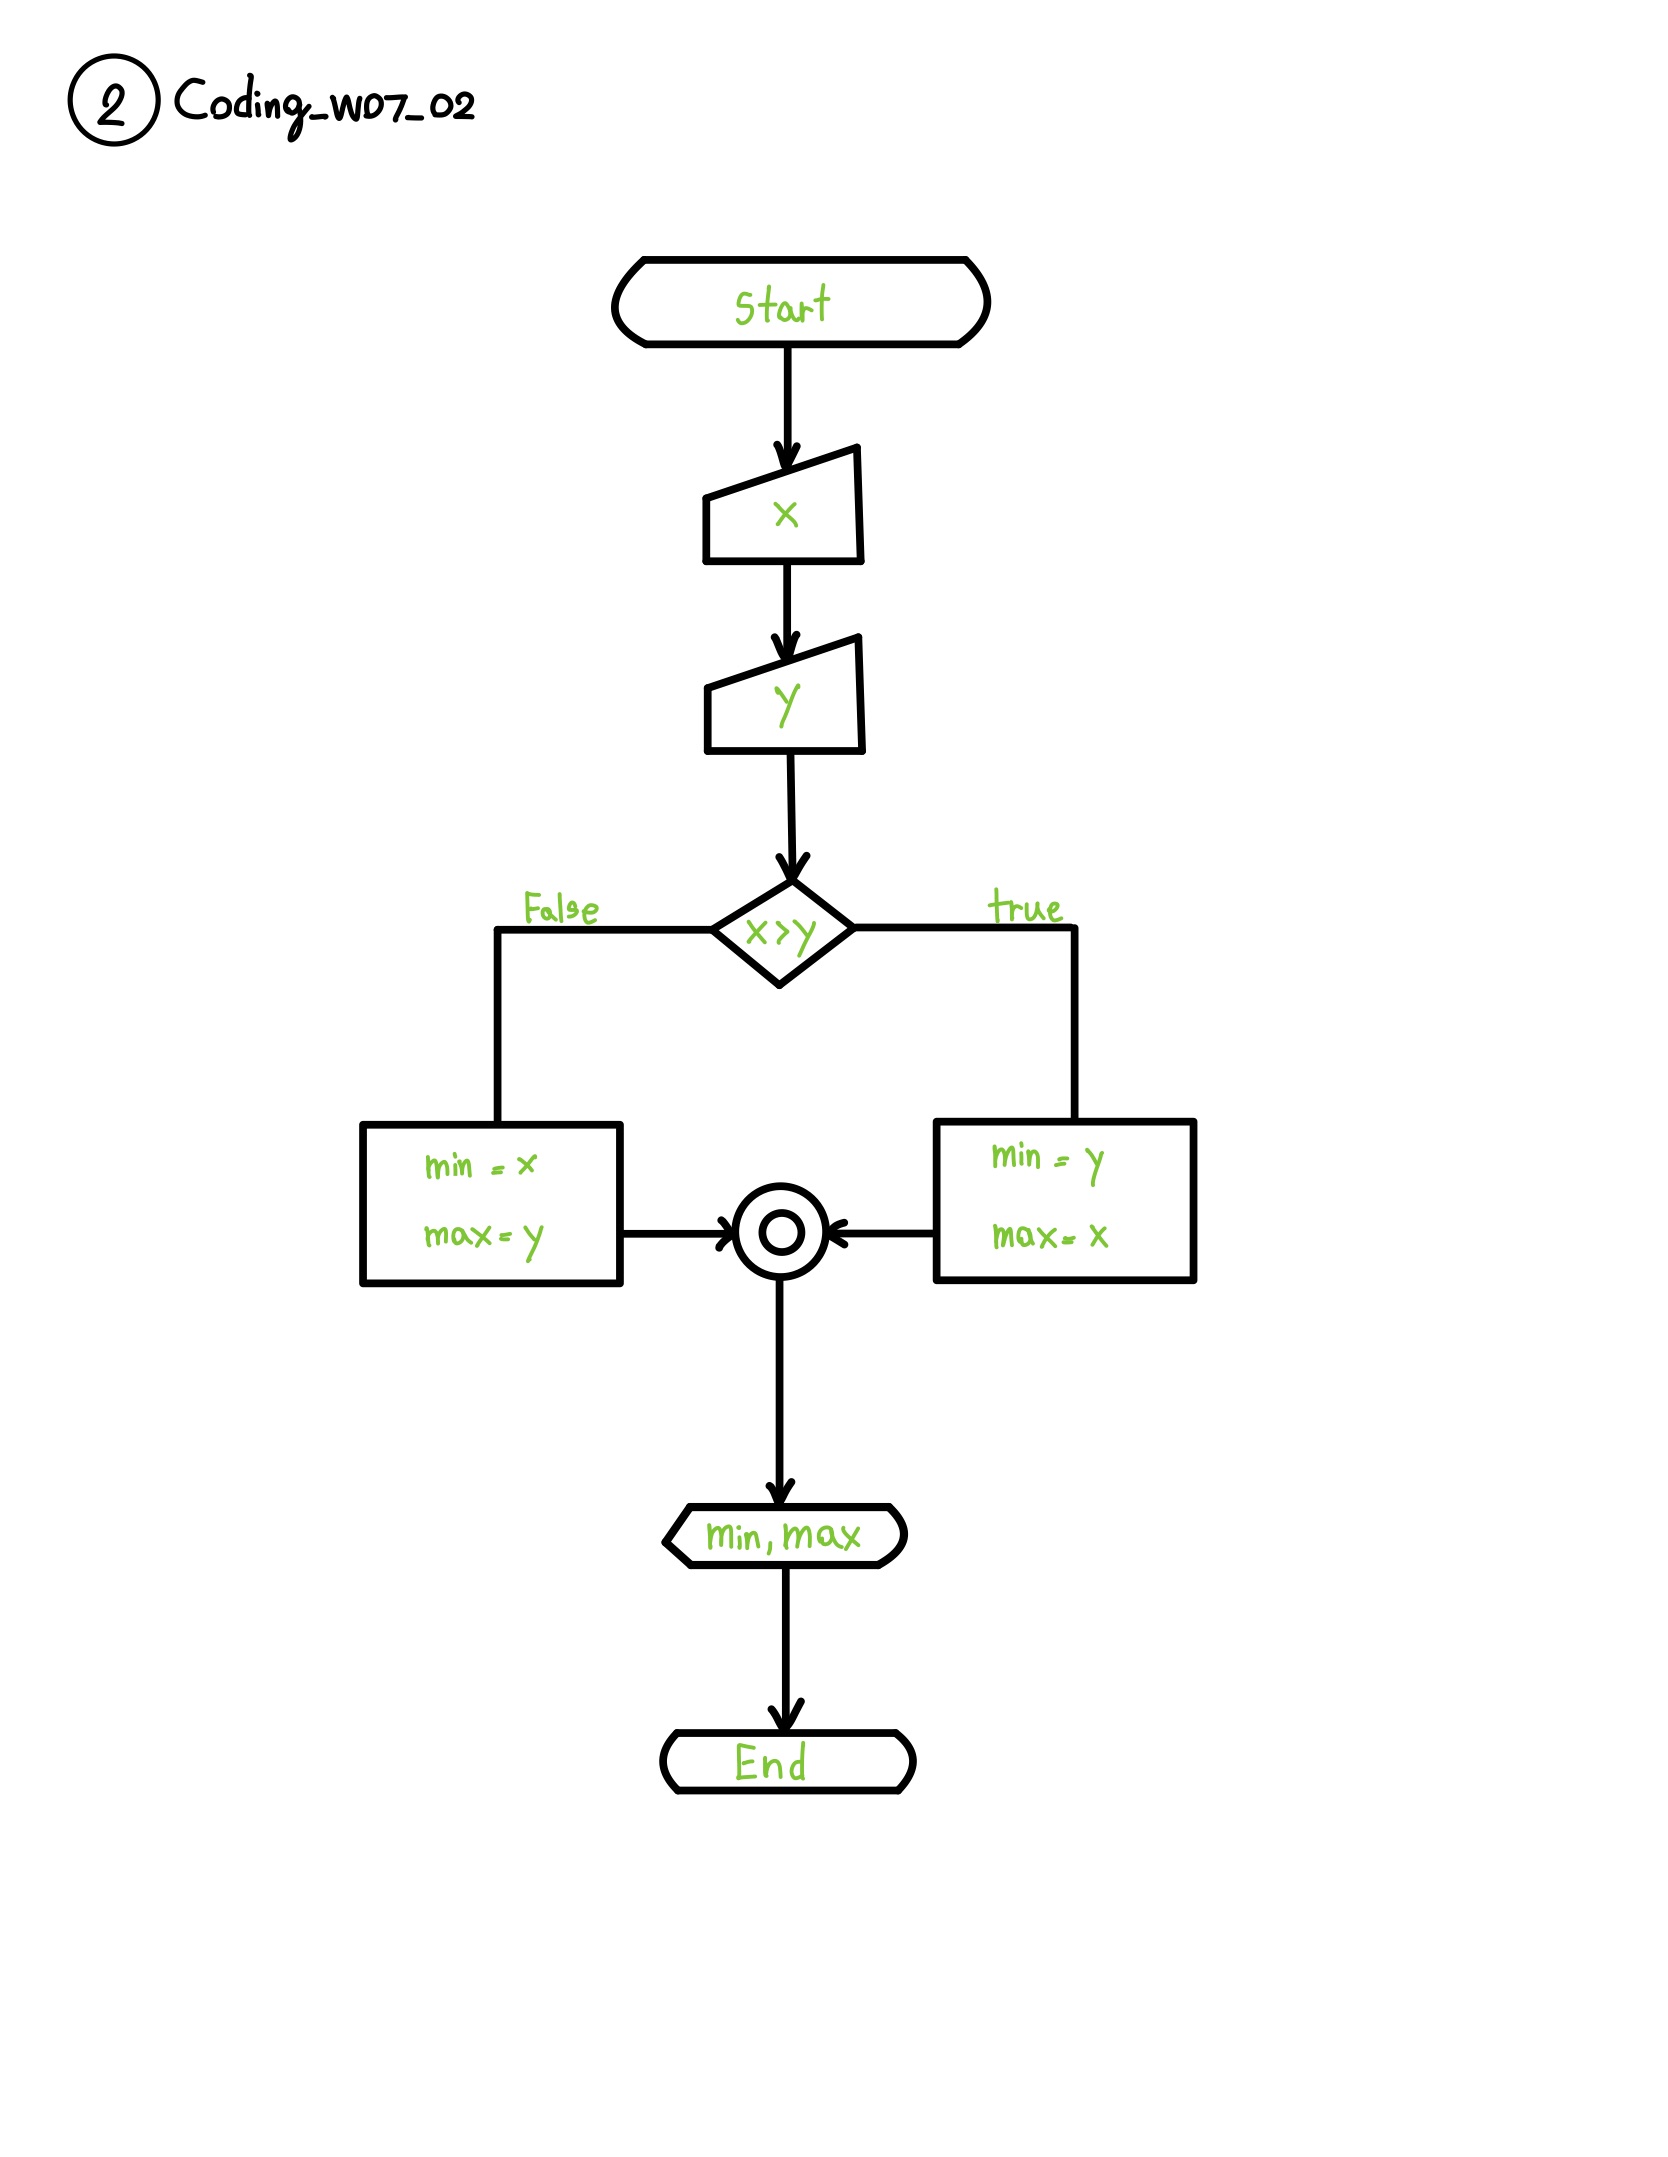 2 Coding_W07_02
Start
x
y
False
x>y
true
min = x
max = y
min = y
max = x
min, max
End